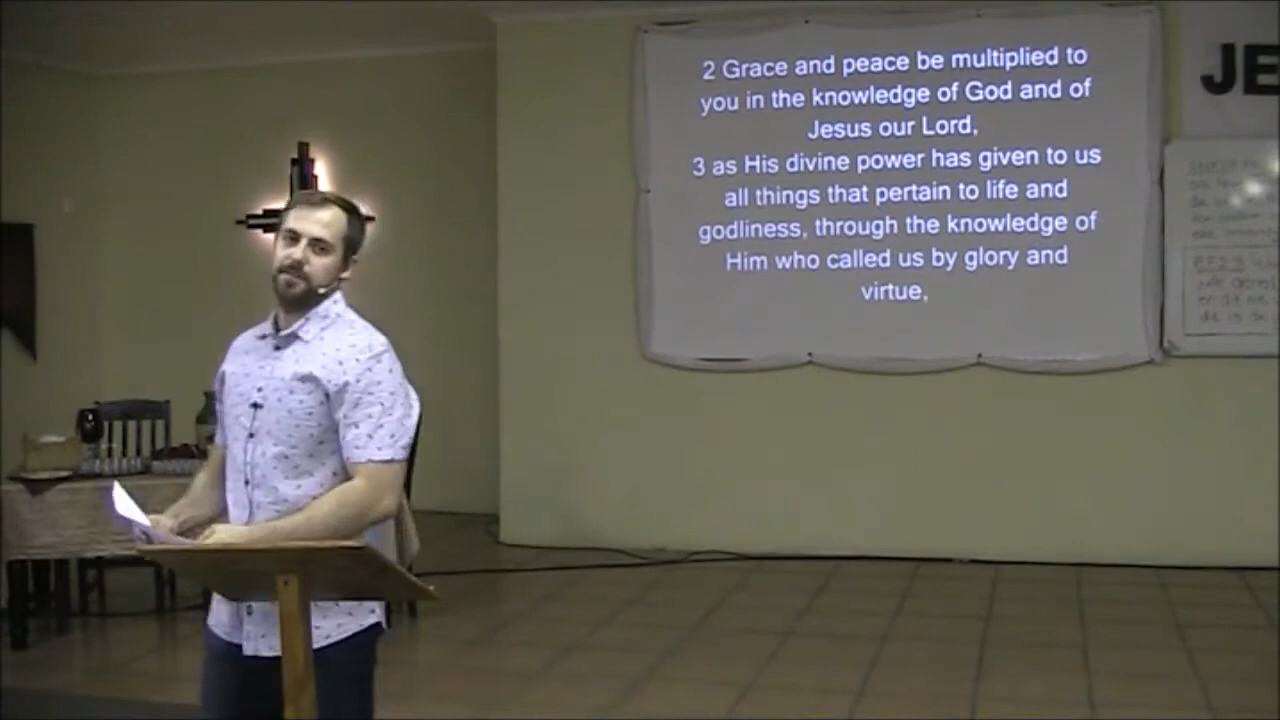 2 Grace and peace be multiplied to
you in the knowledge of God and of
Jesus our Lord,
3 as His divine power has given to us
all things that pertain to life and
godliness, through the knowledge of
Him who called us by glory and
virtue,
JE